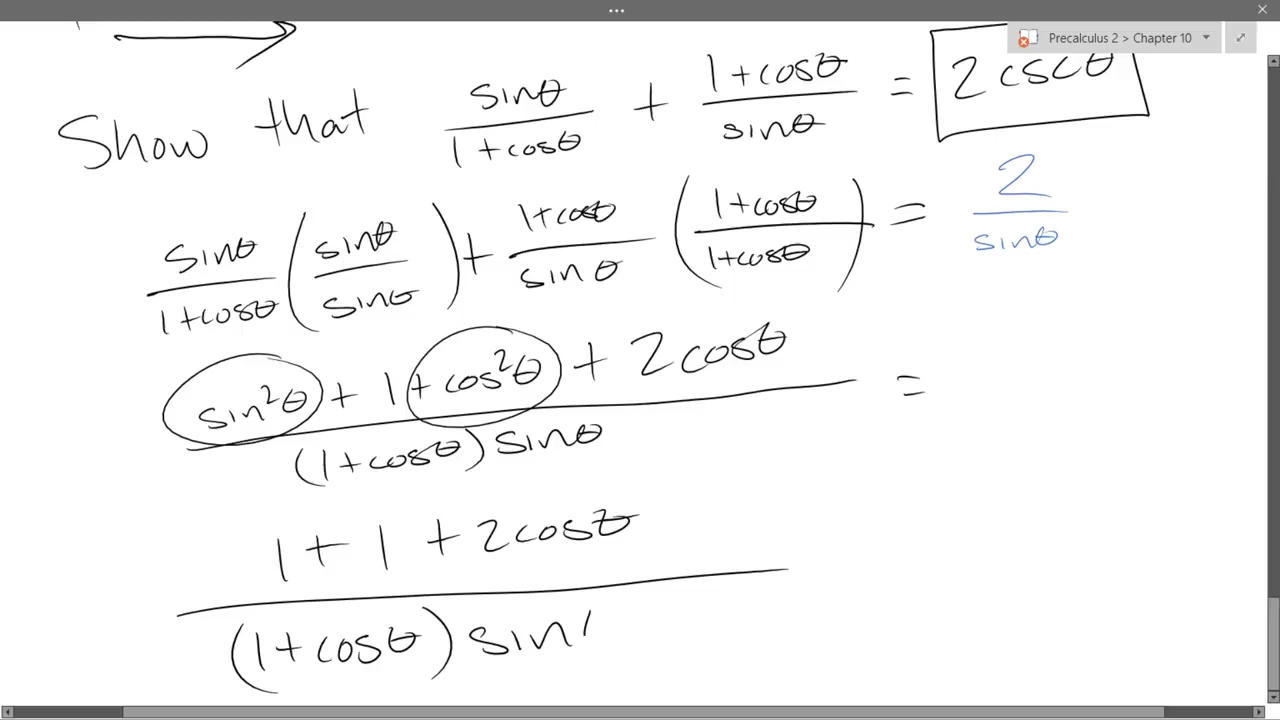 Precalculus 2 > Chapter 10
Show that sinθ/(1+cosθ) + (1+cosθ)/sinθ = 2cscθ
sinθ/(1+cosθ) (sinθ/sinθ) + (1+cosθ)/sinθ ((1+cosθ)/(1+cosθ)) = 2/sinθ
(sin²θ + 1 + cos²θ + 2cosθ)/((1+cosθ)sinθ) =
(1 + 1 + 2cosθ)/((1+cosθ) sin